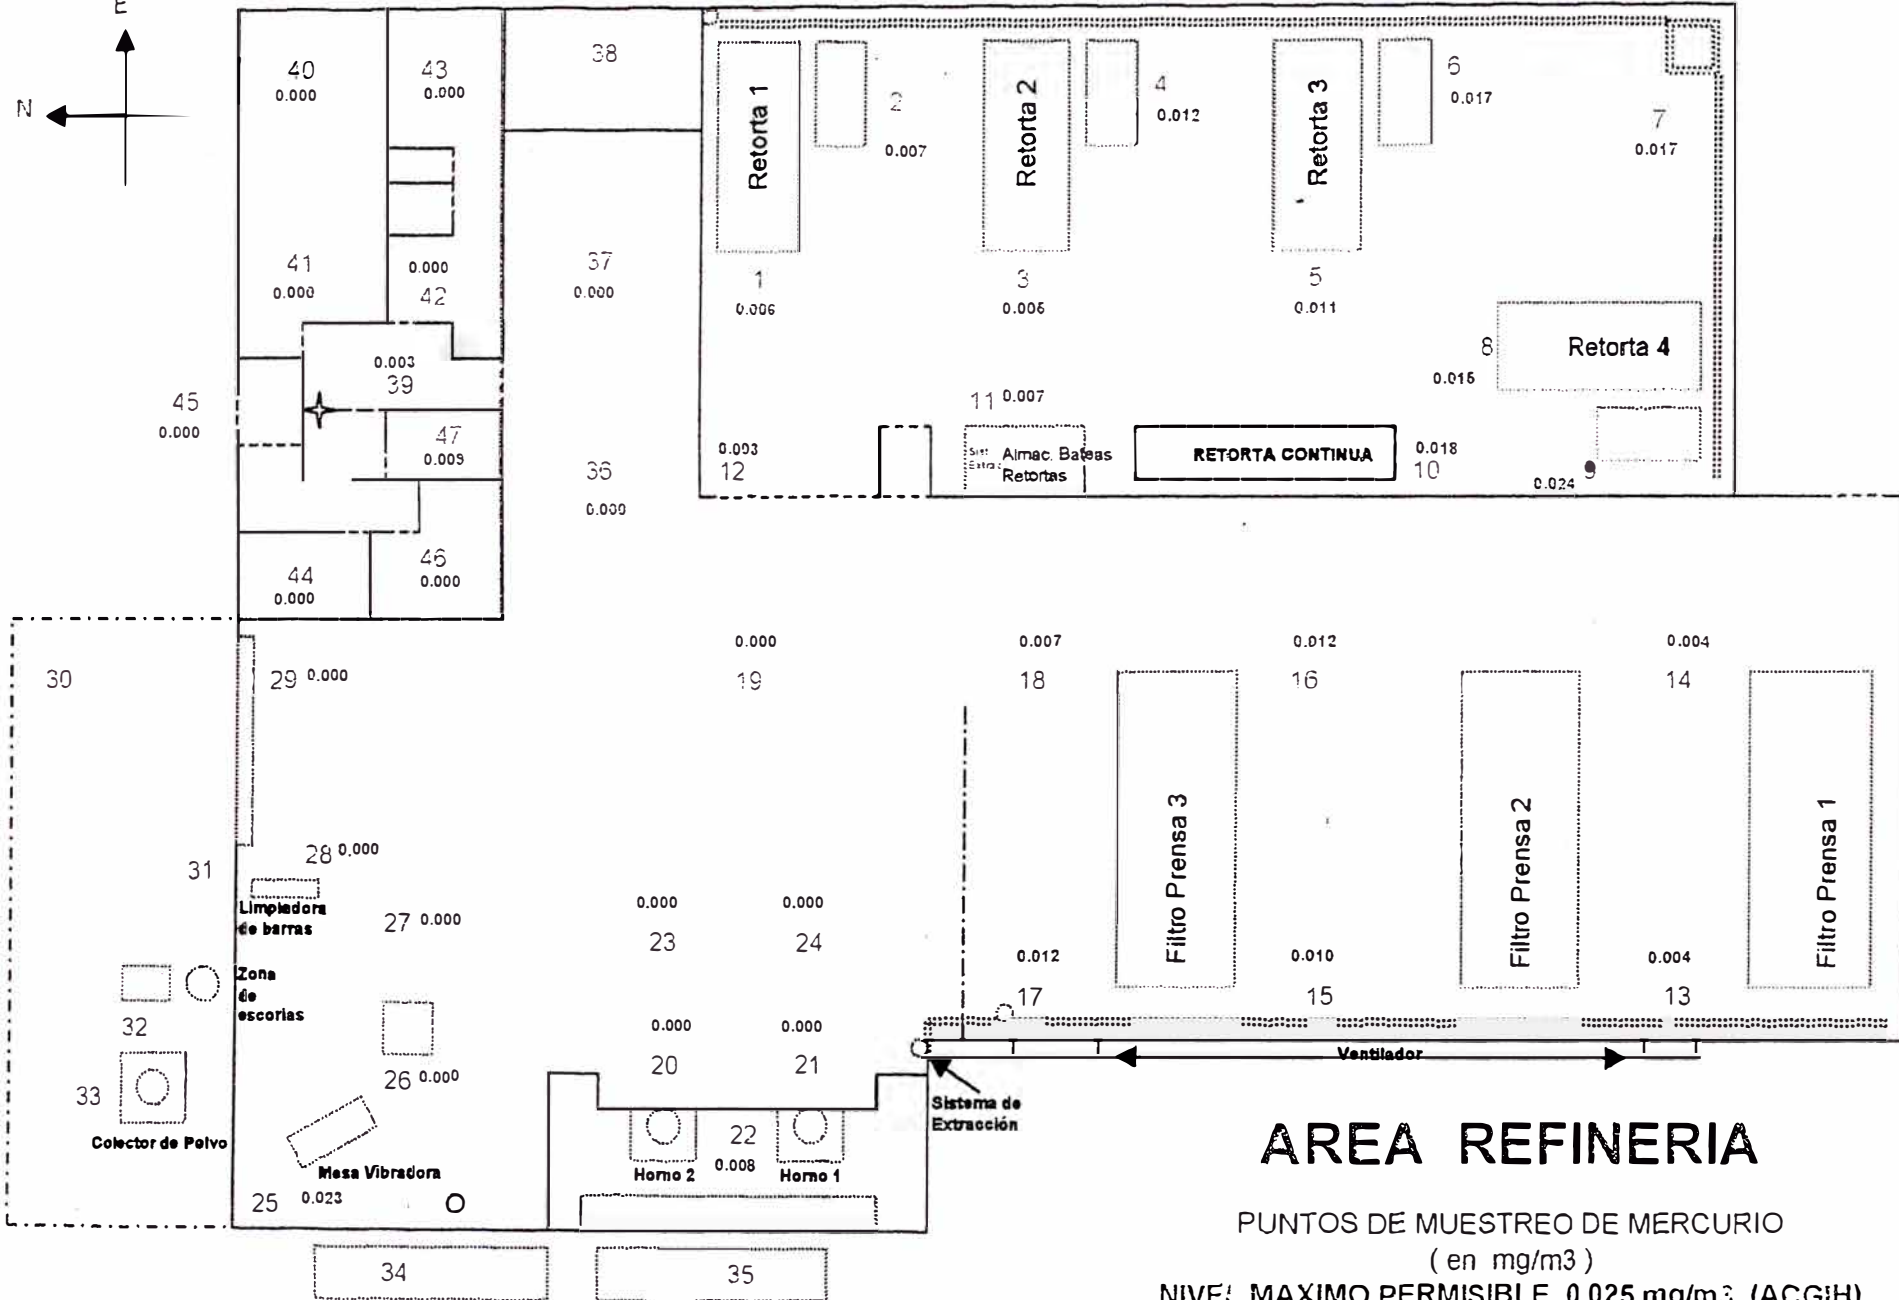 E
N
40
0.000
43
0.000
38
Retorta 1
2
0.007
Retorta 2
4
0.012
Retorta 3
6
0.017
7
0.017
41
0.000
0.000
42
37
0.000
1
0.006
3
0.005
5
0.011
8
0.015
Retorta 4
0.003
39
45
0.000
47
0.009
36
0.000
0.003
12
11 0.007
Almac. Bateas
Retortas
RETORTA CONTINUA
0.018
10
0.024
9
44
0.000
46
0.000
30
29 0.000
0.000
19
0.007
18
0.012
16
0.004
14
31
28 0.000
Limpiadora
de barras
27 0.000
0.000
23
0.000
24
Filtro Prensa 3
Filtro Prensa 2
Filtro Prensa 1
0.012
17
0.010
15
0.004
13
Zona
de
escorias
32
33
Colector de Polvo
26 0.000
0.000
20
0.000
21
Ventilador
Sistema de
Extracción
Mesa Vibradora
25 0.023
Horno 2
22
0.008
Horno 1
34
35
AREA REFINERIA
PUNTOS DE MUESTREO DE MERCURIO
( en mg/m3 )
NIVEL MAXIMO PERMISIBLE 0.025 mg/m3 (ACGIH)